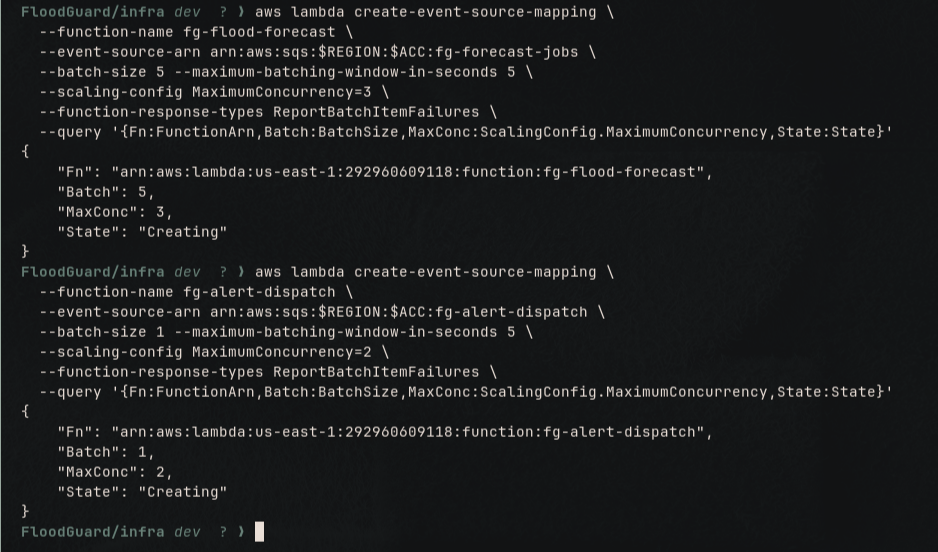 FloodGuard/infra dev ? ❯ aws lambda create-event-source-mapping \
  --function-name fg-flood-forecast \
  --event-source-arn arn:aws:sqs:$REGION:$ACC:fg-forecast-jobs \
  --batch-size 5 --maximum-batching-window-in-seconds 5 \
  --scaling-config MaximumConcurrency=3 \
  --function-response-types ReportBatchItemFailures \
  --query '{Fn:FunctionArn,Batch:BatchSize,MaxConc:ScalingConfig.MaximumConcurrency,State:State}'
{
    "Fn": "arn:aws:lambda:us-east-1:292960609118:function:fg-flood-forecast",
    "Batch": 5,
    "MaxConc": 3,
    "State": "Creating"
}
FloodGuard/infra dev ? ❯ aws lambda create-event-source-mapping \
  --function-name fg-alert-dispatch \
  --event-source-arn arn:aws:sqs:$REGION:$ACC:fg-alert-dispatch \
  --batch-size 1 --maximum-batching-window-in-seconds 5 \
  --scaling-config MaximumConcurrency=2 \
  --function-response-types ReportBatchItemFailures \
  --query '{Fn:FunctionArn,Batch:BatchSize,MaxConc:ScalingConfig.MaximumConcurrency,State:State}'
{
    "Fn": "arn:aws:lambda:us-east-1:292960609118:function:fg-alert-dispatch",
    "Batch": 1,
    "MaxConc": 2,
    "State": "Creating"
}
FloodGuard/infra dev ? ❯